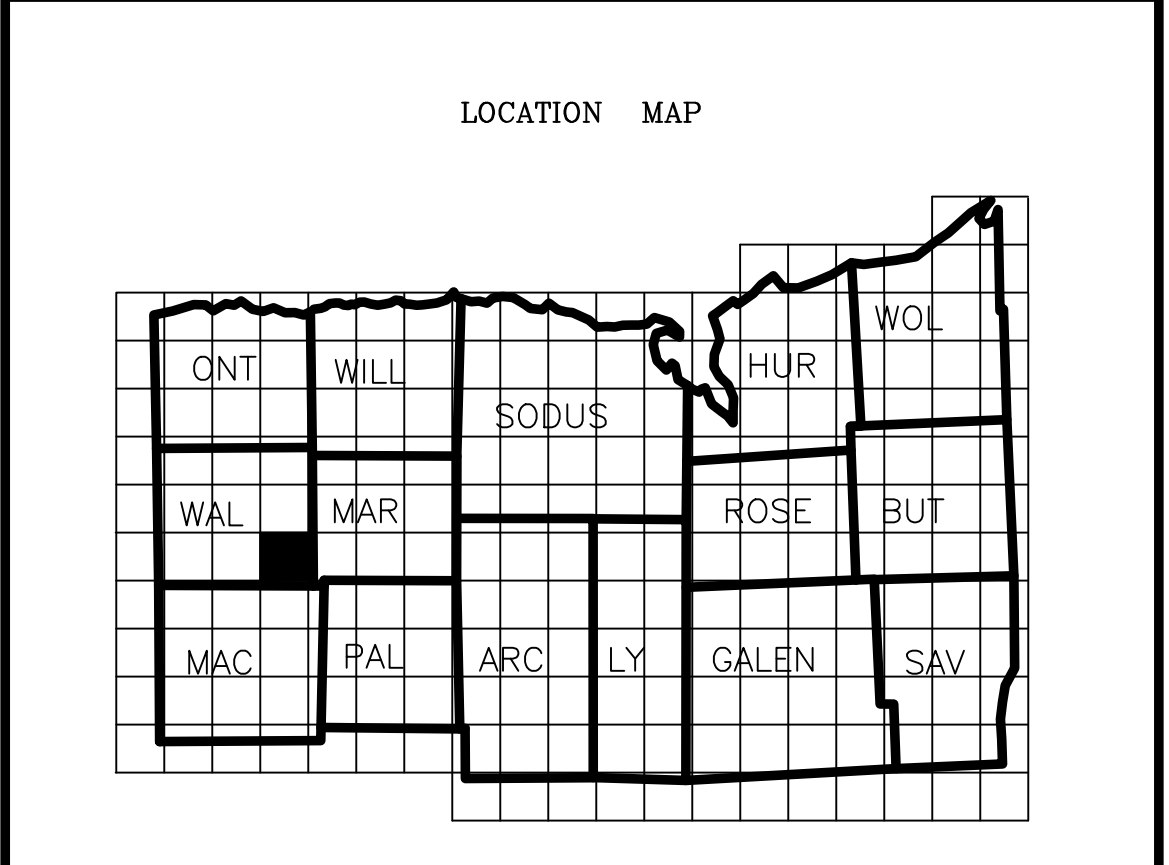 LOCATION MAP
WOL
ONT WILL HUR
SODUS
WAL MAR ROSE BUT
MAC PAL ARC LY GALEN SAV